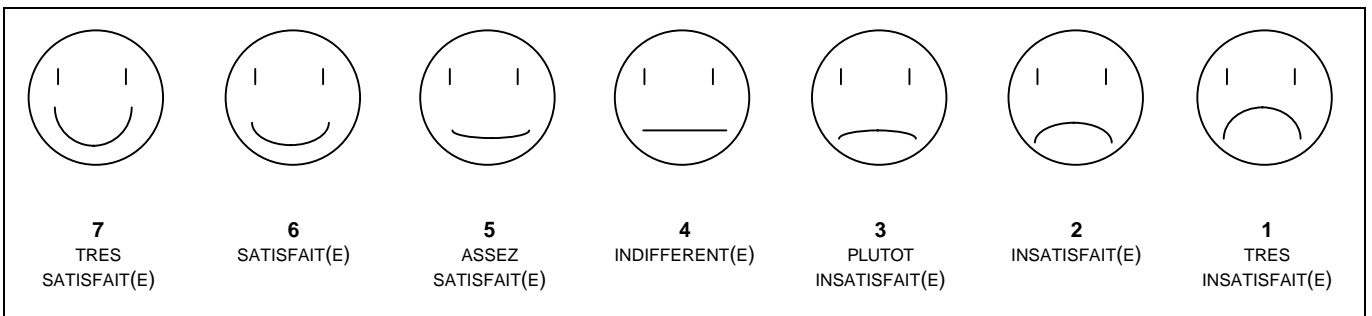 7
TRES
SATISFAIT(E)
6
SATISFAIT(E)
5
ASSEZ
SATISFAIT(E)
4
INDIFFERENT(E)
3
PLUTOT
INSATISFAIT(E)
2
INSATISFAIT(E)
1
TRES
INSATISFAIT(E)